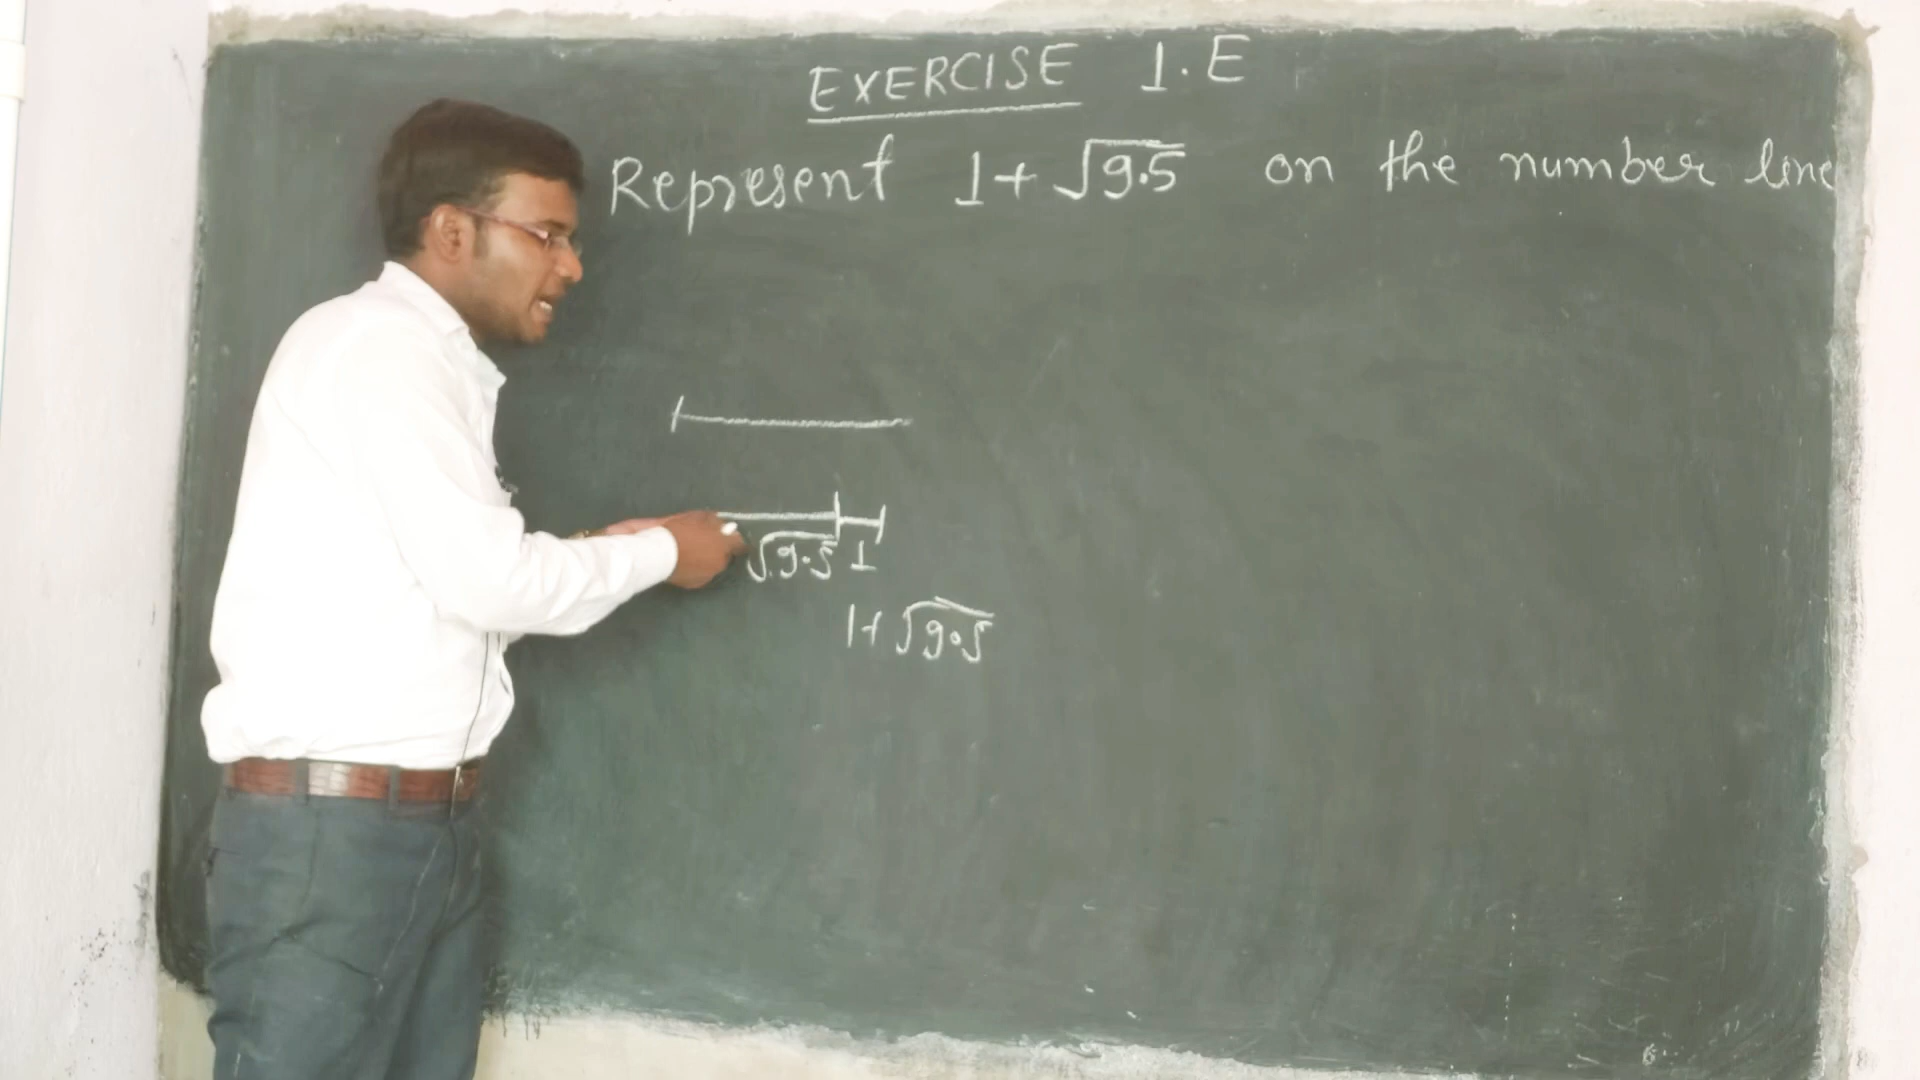 EXERCISE 1.E
Represent 1+√9.5 on the number line
√9.5 1
1+√9.5